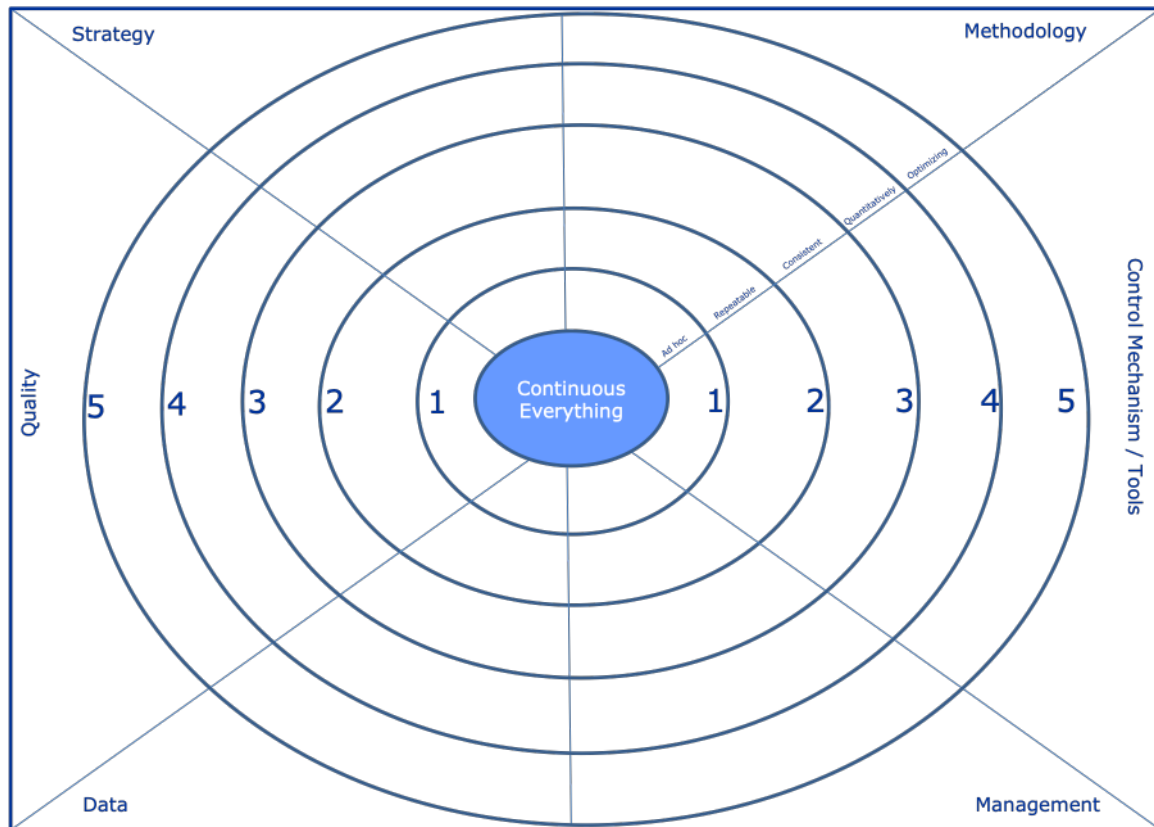 Strategy
Methodology
Optimizing
Quantitatively
Consistent
Repeatable
Ad hoc
Quality
5 4 3 2 1
Continuous
Everything
1 2 3 4 5
Control Mechanism / Tools
Data
Management